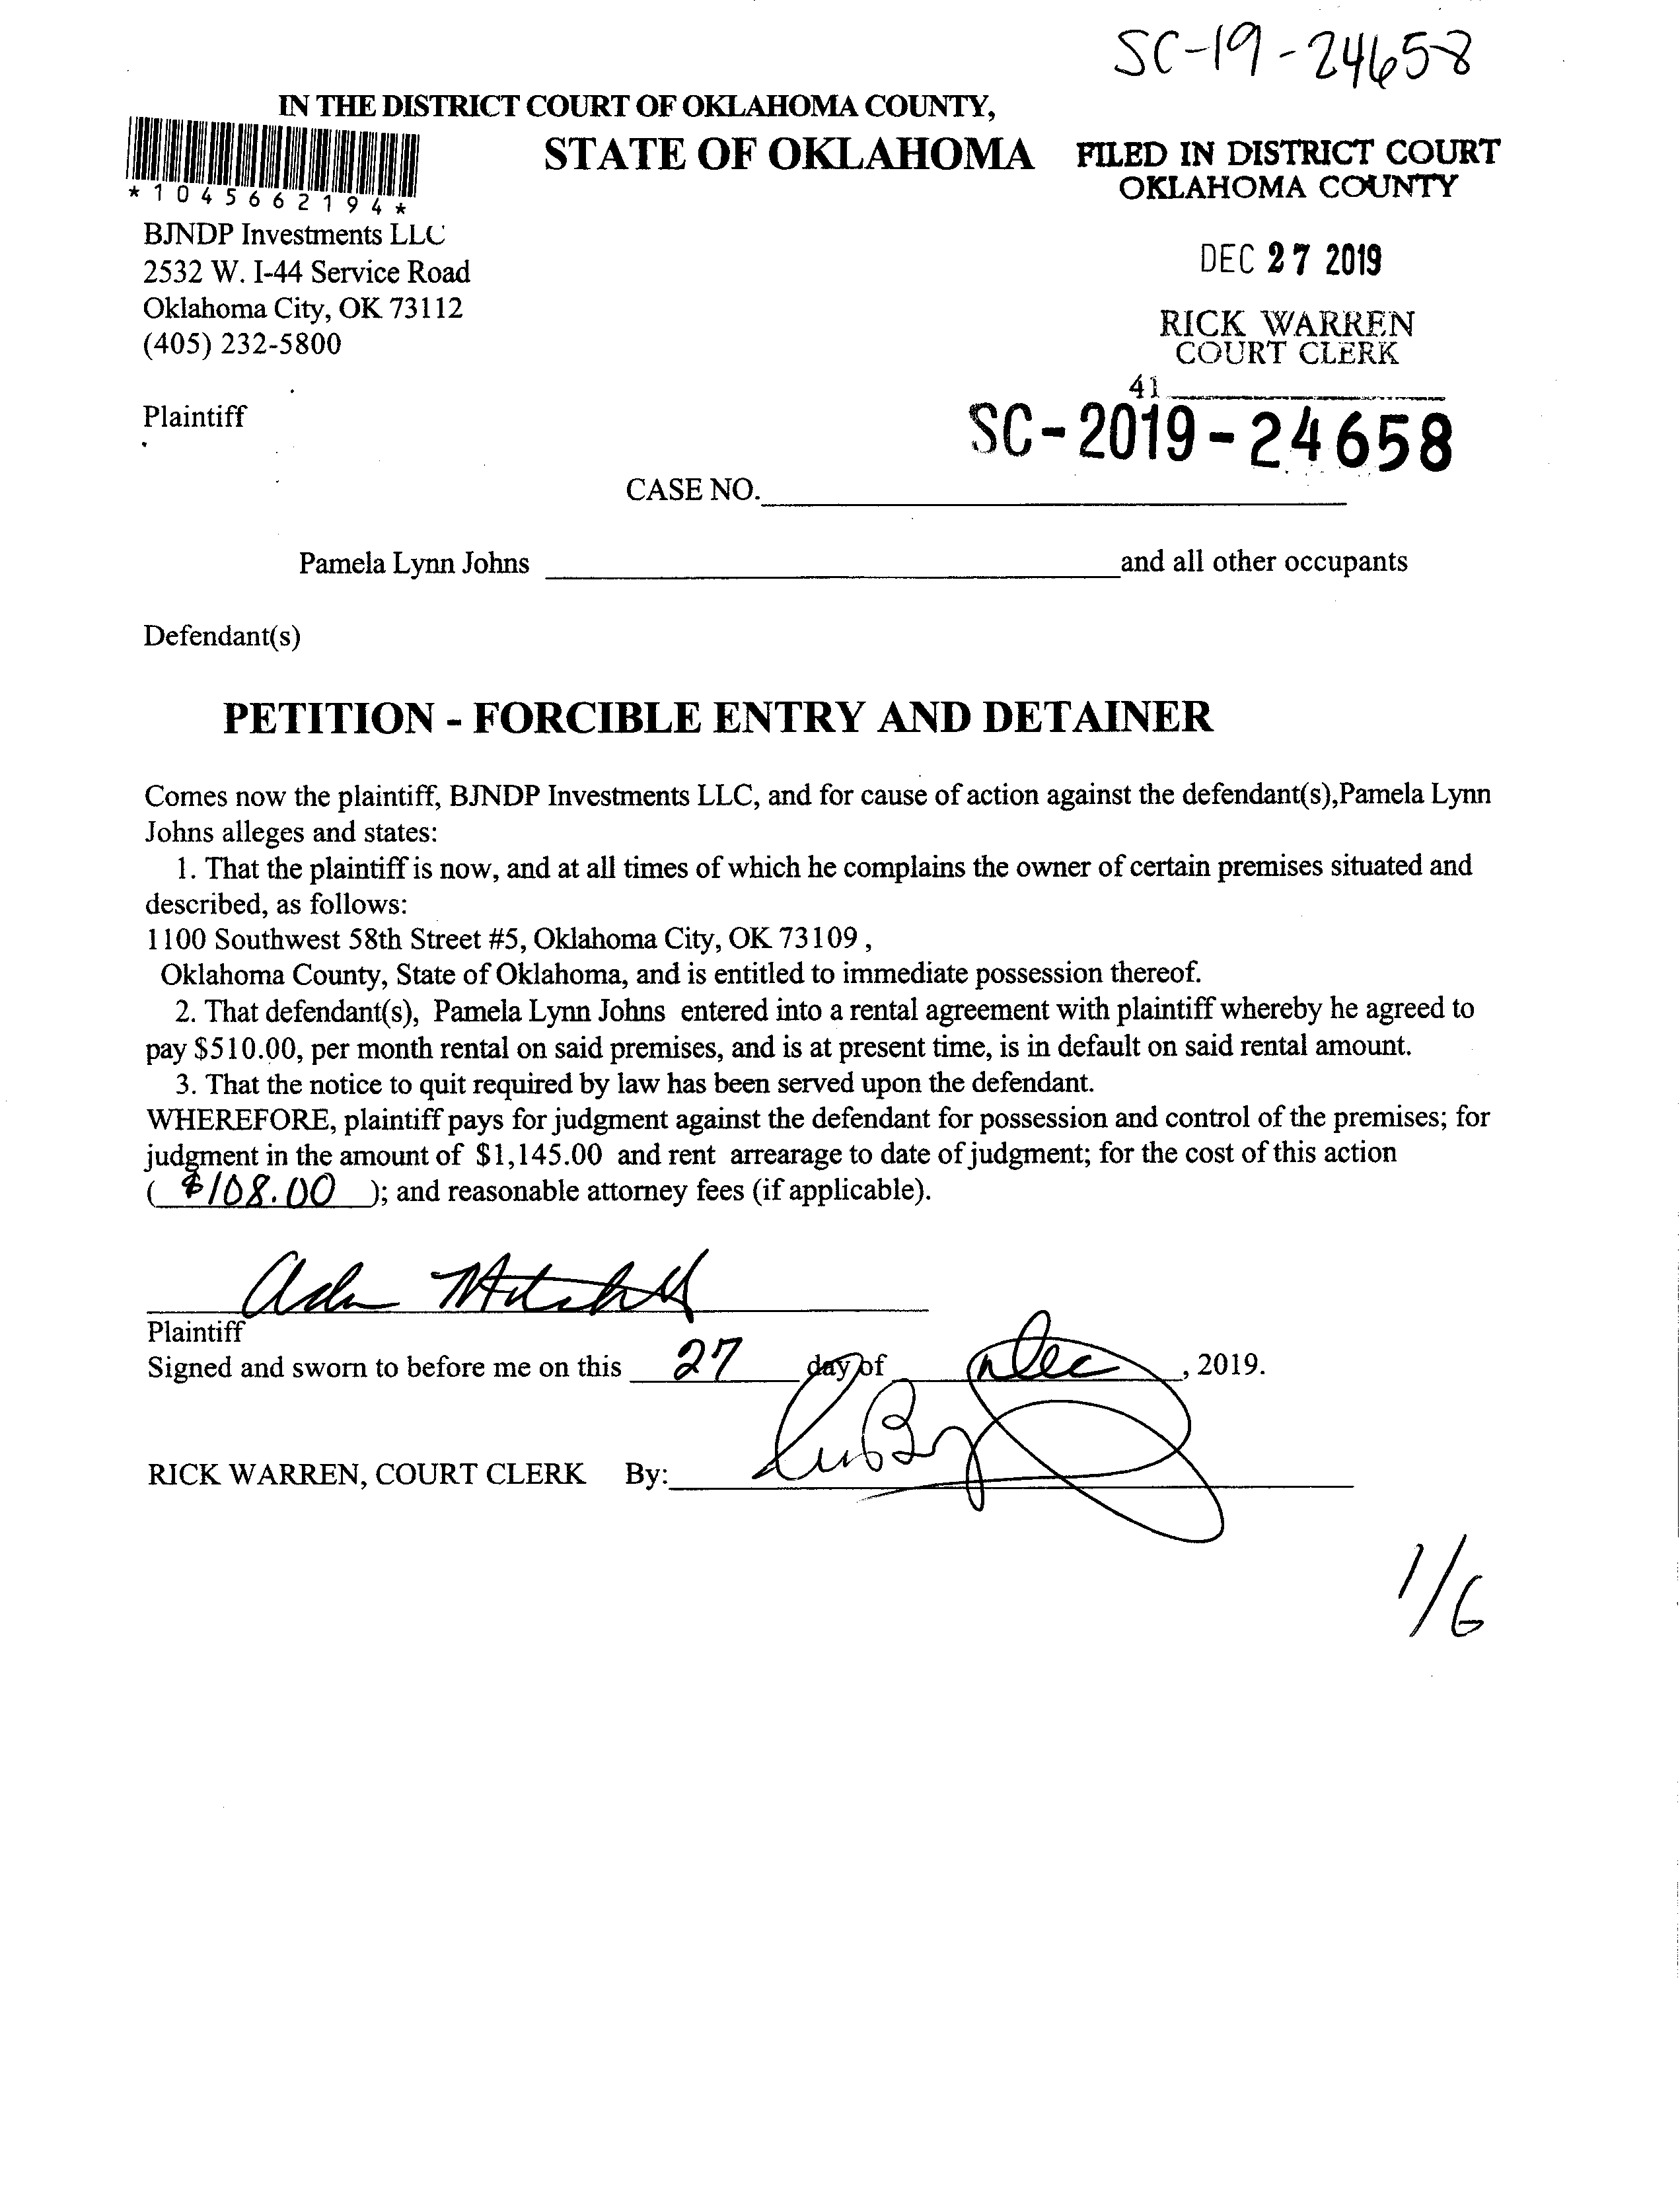 SC-19-24658
IN THE DISTRICT COURT OF OKLAHOMA COUNTY,
STATE OF OKLAHOMA
FILED IN DISTRICT COURT
OKLAHOMA COUNTY
*1045662194*
BJNDP Investments LLC
2532 W. I-44 Service Road
Oklahoma City, OK 73112
(405) 232-5800
DEC 27 2019
RICK WARREN
COURT CLERK
41
Plaintiff
SC-2019-24658
CASE NO.
Pamela Lynn Johns and all other occupants
Defendant(s)
PETITION - FORCIBLE ENTRY AND DETAINER
Comes now the plaintiff, BJNDP Investments LLC, and for cause of action against the defendant(s),Pamela Lynn
Johns alleges and states:
1. That the plaintiff is now, and at all times of which he complains the owner of certain premises situated and
described, as follows:
1100 Southwest 58th Street #5, Oklahoma City, OK 73109 ,
Oklahoma County, State of Oklahoma, and is entitled to immediate possession thereof.
2. That defendant(s), Pamela Lynn Johns entered into a rental agreement with plaintiff whereby he agreed to
pay $510.00, per month rental on said premises, and is at present time, is in default on said rental amount.
3. That the notice to quit required by law has been served upon the defendant.
WHEREFORE, plaintiff pays for judgment against the defendant for possession and control of the premises; for
judgment in the amount of $1,145.00 and rent arrearage to date of judgment; for the cost of this action
( $108.00 ); and reasonable attorney fees (if applicable).
Plaintiff
Signed and sworn to before me on this 27 day of Dec , 2019.
RICK WARREN, COURT CLERK By:
1/6